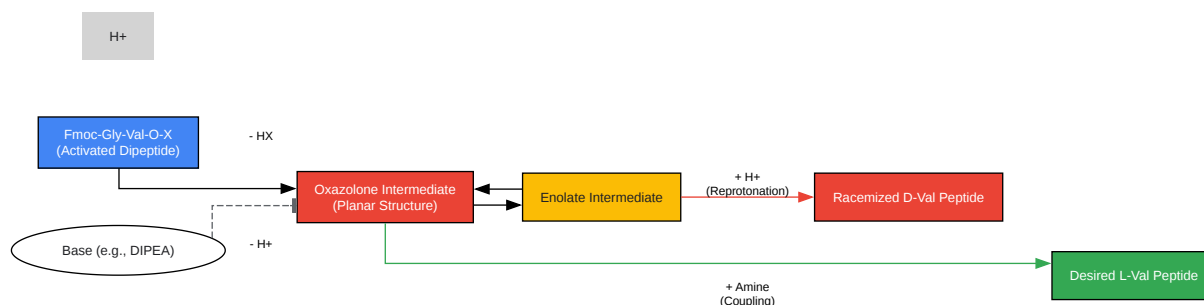 H+
Fmoc-Gly-Val-O-X
(Activated Dipeptide)
- HX
Oxazolone Intermediate
(Planar Structure)
Enolate Intermediate
+ H+
(Reprotonation)
Racemized D-Val Peptide
Base (e.g., DIPEA)
- H+
Desired L-Val Peptide
+ Amine
(Coupling)